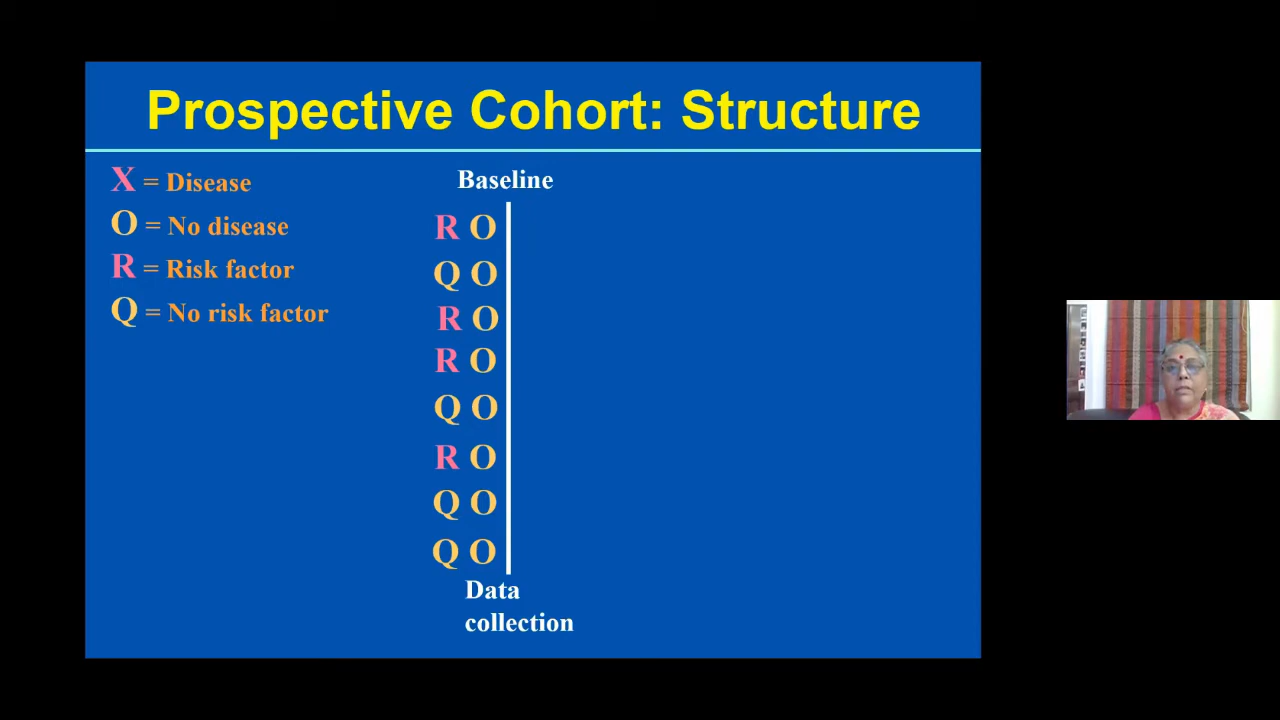 Prospective Cohort: Structure
X = Disease
O = No disease
R = Risk factor
Q = No risk factor
Baseline
R O
Q O
R O
R O
Q O
R O
Q O
Q O
Data
collection